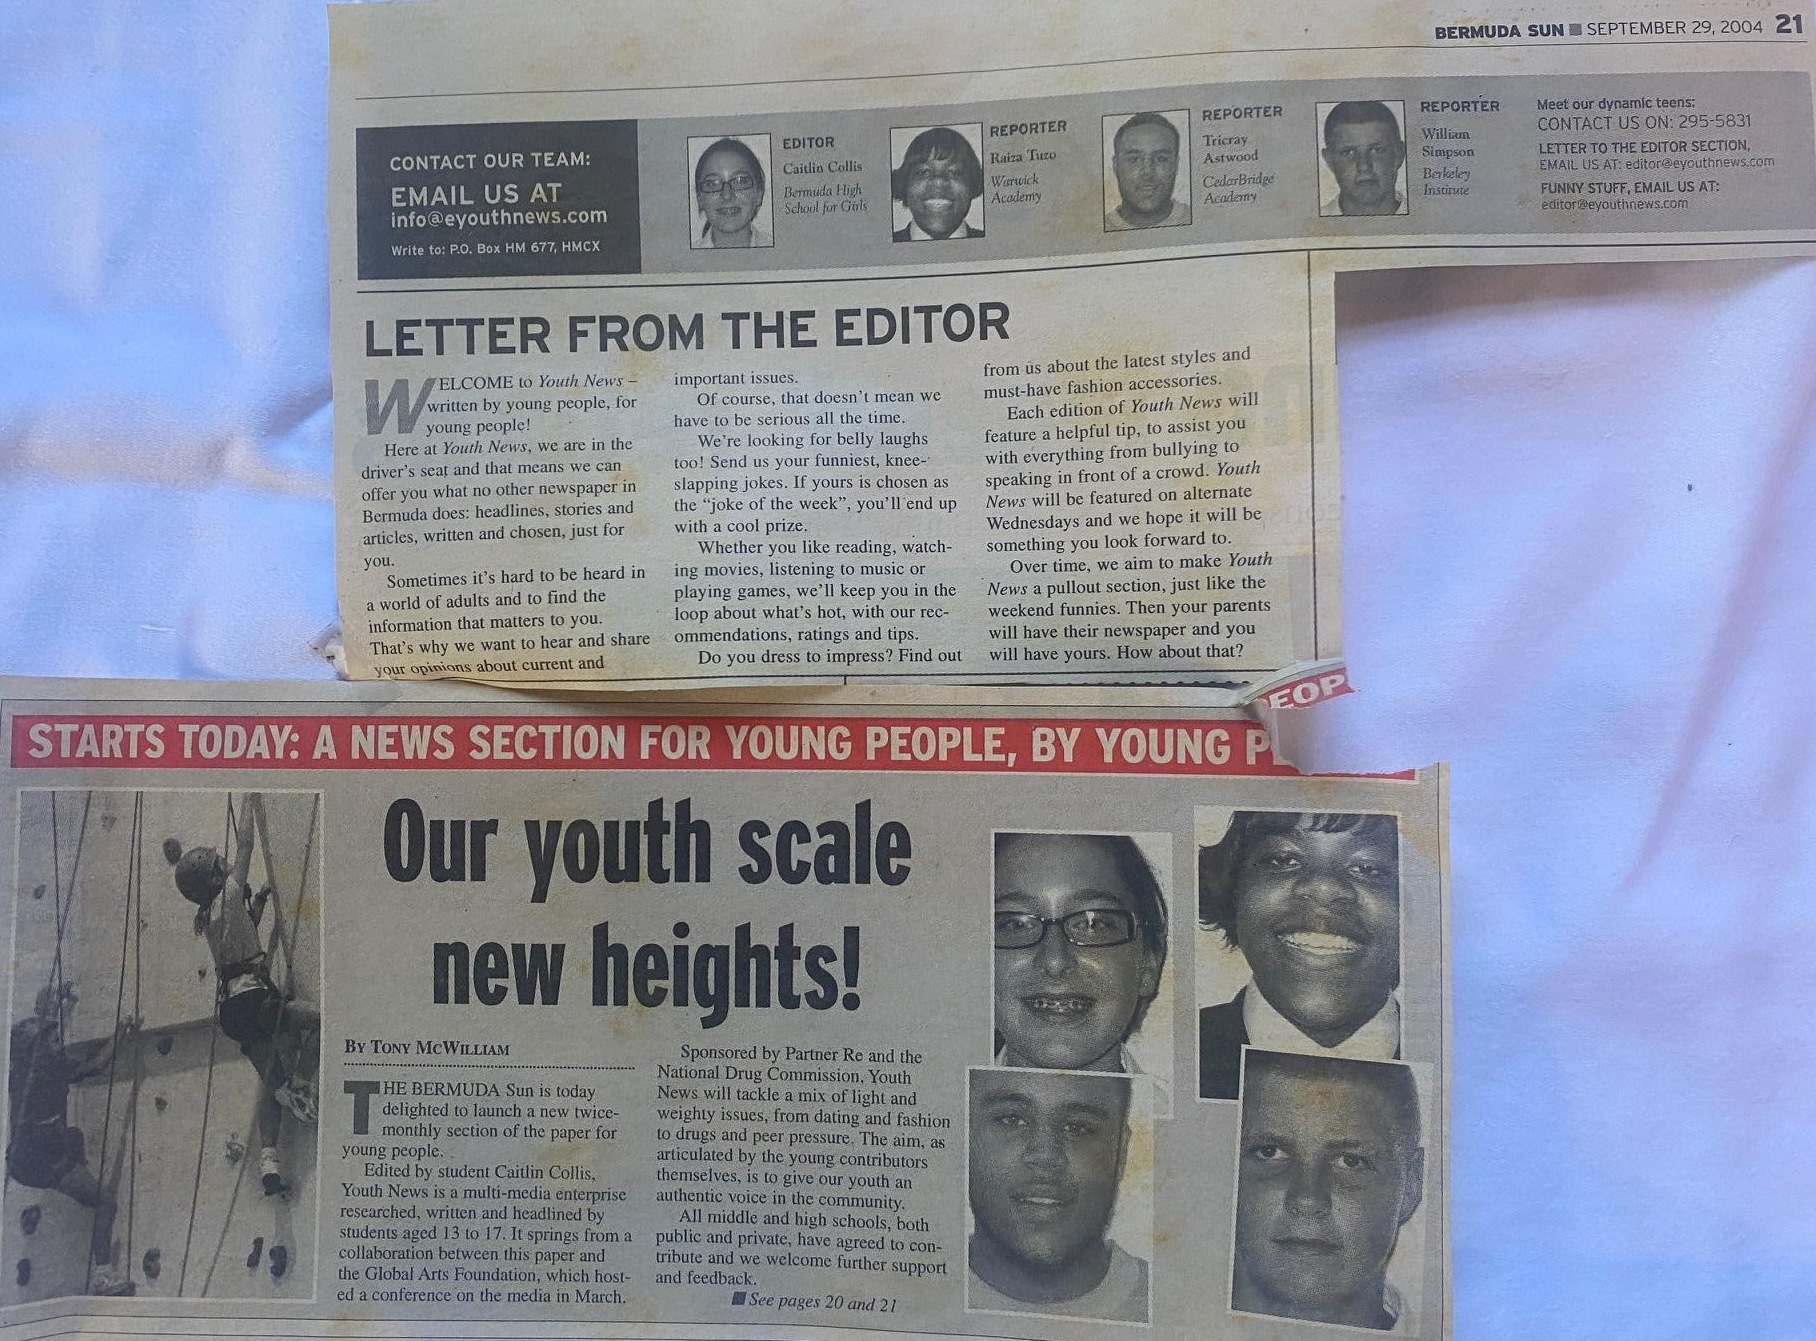 BERMUDA SUN ■ SEPTEMBER 29, 2004 21
CONTACT OUR TEAM:
EMAIL US AT
info@eyouthnews.com
Write to: P.O. Box HM 677, HMCX
EDITOR
Caitlin Collis
Bermuda High
School for Girls
REPORTER
Raiza Tuzo
Warwick
Academy
REPORTER
Tricray
Astwood
CedarBridge
Academy
REPORTER
William
Simpson
Berkeley
Institute
Meet our dynamic teens:
CONTACT US ON: 295-5831
LETTER TO THE EDITOR SECTION,
EMAIL US AT: editor@eyouthnews.com
FUNNY STUFF, EMAIL US AT:
editor@eyouthnews.com
LETTER FROM THE EDITOR
WELCOME to Youth News –
written by young people, for
young people!
Here at Youth News, we are in the
driver's seat and that means we can
offer you what no other newspaper in
Bermuda does: headlines, stories and
articles, written and chosen, just for
you.
Sometimes it's hard to be heard in
a world of adults and to find the
information that matters to you.
That's why we want to hear and share
your opinions about current and
important issues.
Of course, that doesn't mean we
have to be serious all the time.
We're looking for belly laughs
too! Send us your funniest, knee-
slapping jokes. If yours is chosen as
the “joke of the week”, you'll end up
with a cool prize.
Whether you like reading, watch-
ing movies, listening to music or
playing games, we'll keep you in the
loop about what's hot, with our rec-
ommendations, ratings and tips.
Do you dress to impress? Find out
from us about the latest styles and
must-have fashion accessories.
Each edition of Youth News will
feature a helpful tip, to assist you
with everything from bullying to
speaking in front of a crowd. Youth
News will be featured on alternate
Wednesdays and we hope it will be
something you look forward to.
Over time, we aim to make Youth
News a pullout section, just like the
weekend funnies. Then your parents
will have their newspaper and you
will have yours. How about that?
STARTS TODAY: A NEWS SECTION FOR YOUNG PEOPLE, BY YOUNG PEOP
Our youth scale
new heights!
BY TONY MCWILLIAM
THE BERMUDA Sun is today
delighted to launch a new twice-
monthly section of the paper for
young people.
Edited by student Caitlin Collis,
Youth News is a multi-media enterprise
researched, written and headlined by
students aged 13 to 17. It springs from a
collaboration between this paper and
the Global Arts Foundation, which host-
ed a conference on the media in March.
Sponsored by Partner Re and the
National Drug Commission, Youth
News will tackle a mix of light and
weighty issues, from dating and fashion
to drugs and peer pressure. The aim, as
articulated by the young contributors
themselves, is to give our youth an
authentic voice in the community.
All middle and high schools, both
public and private, have agreed to con-
tribute and we welcome further support
and feedback.
■ See pages 20 and 21